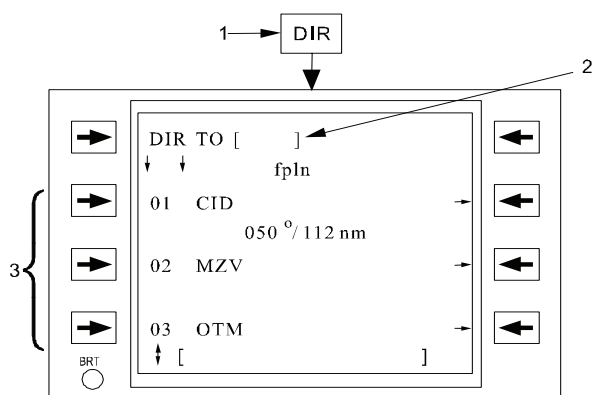 1 DIR
2
DIR TO [ ]
↓ ↓ fpln
01 CID →
050 º/ 112 nm
02 MZV →
3
03 OTM →
↕ [ ]
BRT